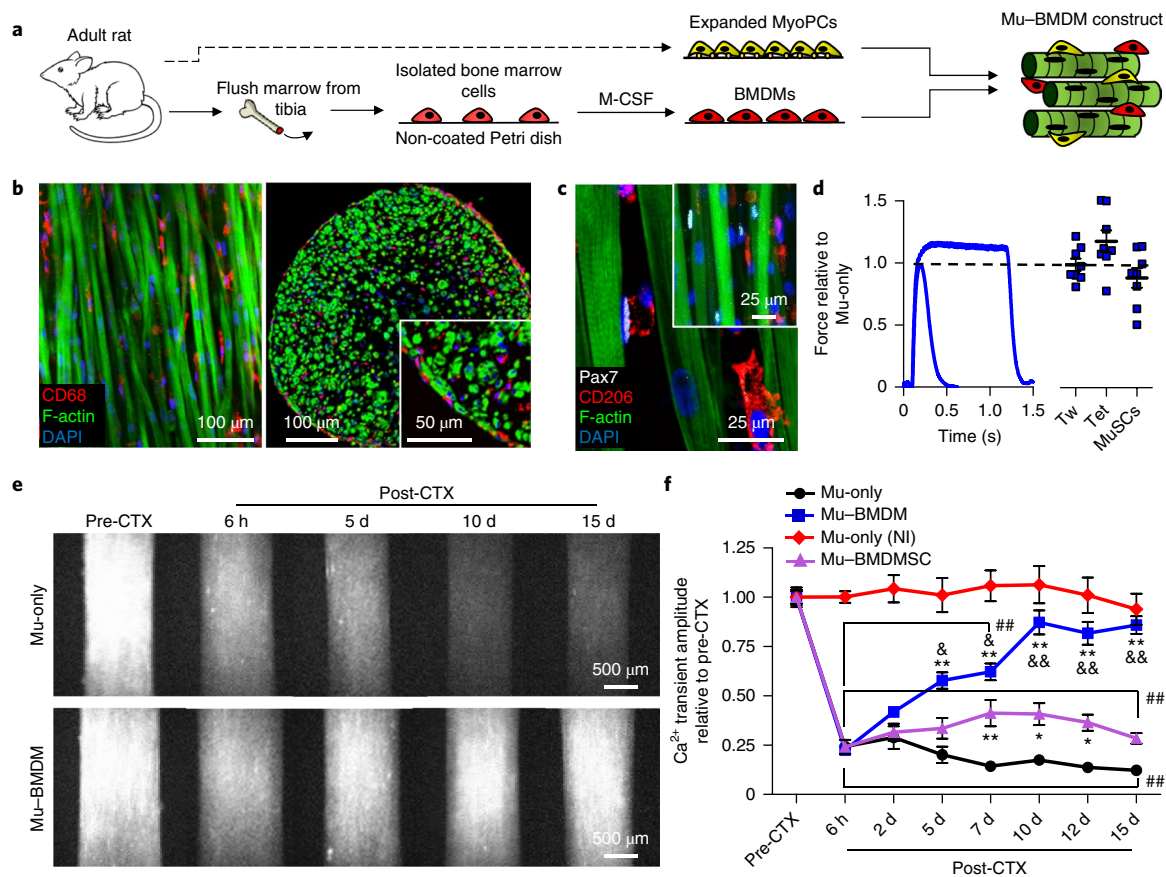 a
Adult rat
Flush marrow from
tibia
Isolated bone marrow
cells
Non-coated Petri dish
M-CSF
Expanded MyoPCs
BMDMs
Mu–BMDM construct
b
CD68
F-actin
DAPI
100 μm
100 μm
50 μm
c
25 μm
Pax7
CD206
F-actin
DAPI
25 μm
d
Force relative to
Mu-only
1.5
1.0
0.5
0
0
0.5
1.0
1.5
Time (s)
Tw
Tet
MuSCs
e
Post-CTX
Pre-CTX
6 h
5 d
10 d
15 d
Mu-only
500 μm
Mu–BMDM
500 μm
f
Mu-only
Mu–BMDM
Mu-only (NI)
Mu–BMDMSC
Ca2+ transient amplitude
relative to pre-CTX
1.25
1.00
0.75
0.50
0.25
0
##
&
**
&
**
**
&&
**
&&
**
&&
##
**
*
*
##
Pre-CTX
6 h
2 d
5 d
7 d
10 d
12 d
15 d
Post-CTX